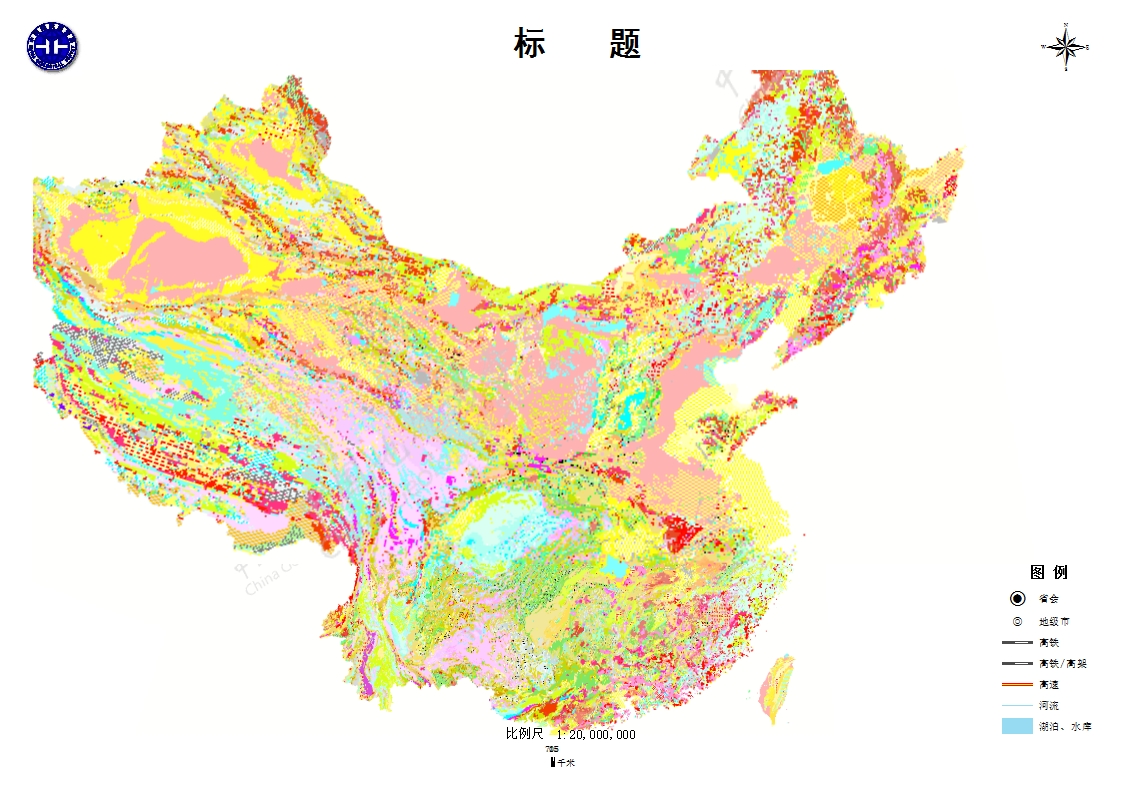 标 题
N
W E
S
China G
图 例
省会
地级市
高铁
高铁/高架
高速
河流
湖泊、水库
比例尺 1:20,000,000
千米